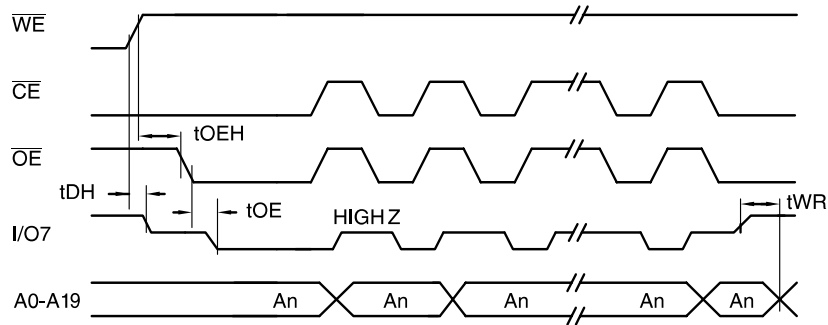 WE
CE
tOEH
OE
tDH
tOE
HIGH Z
tWR
I/O7
A0-A19
An An An An An